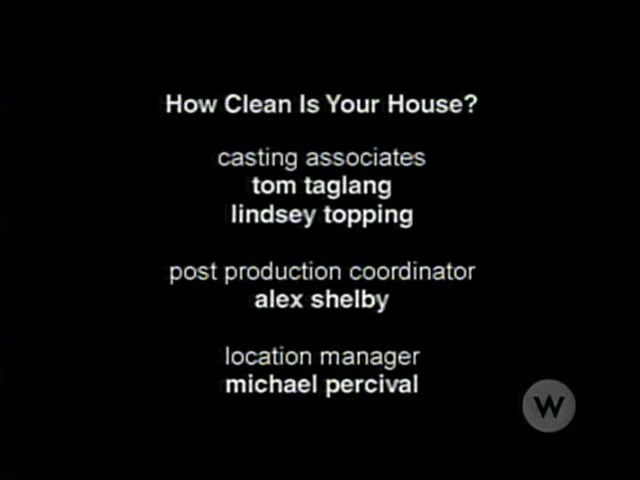 How Clean Is Your House?
casting associates
tom taglang
lindsey topping
post production coordinator
alex shelby
location manager
michael percival
W